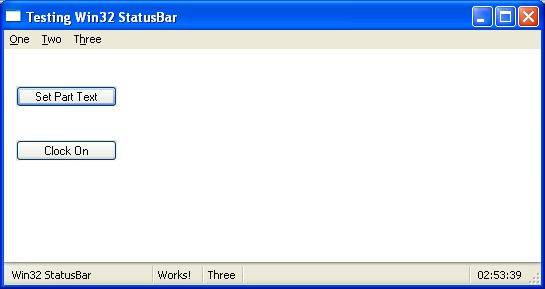 Testing Win32 StatusBar
One Two Three
Set Part Text
Clock On
Win32 StatusBar Works! Three 02:53:39